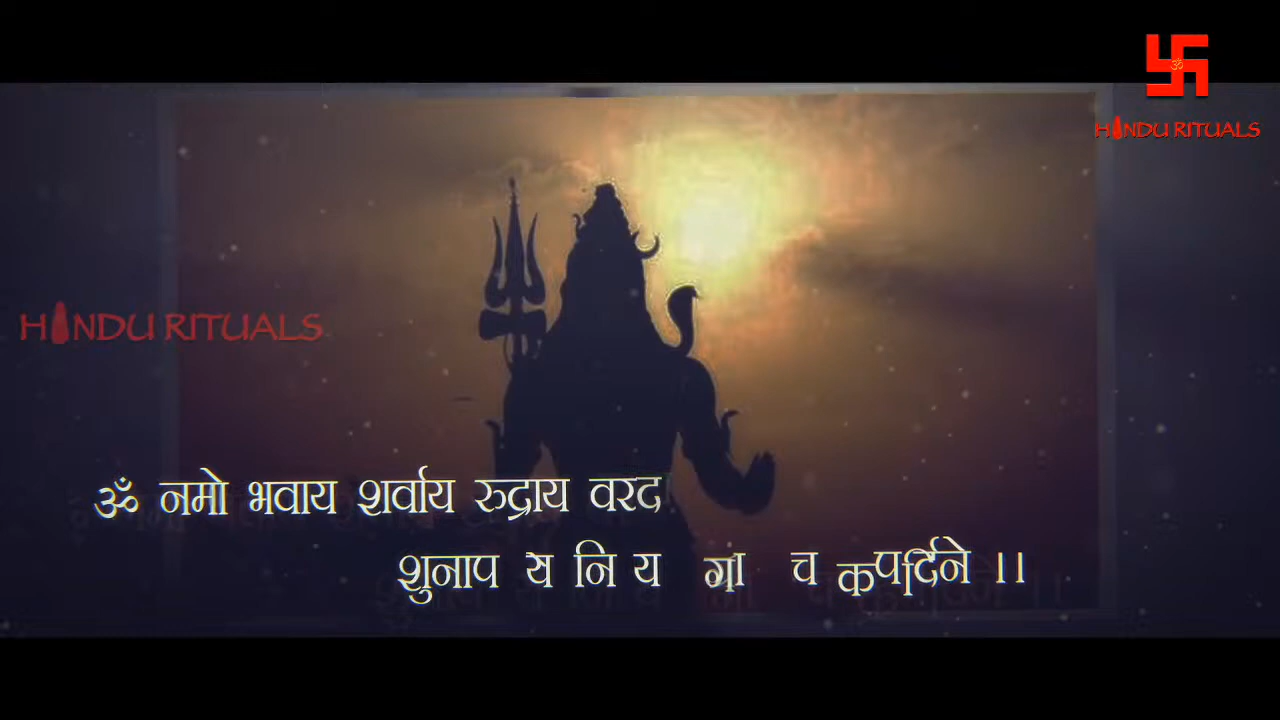 ॐ
HINDU RITUALS
HINDU RITUALS
ॐ नमो भवाय शर्वाय रुद्राय वरद
च कपर्दिने ।।